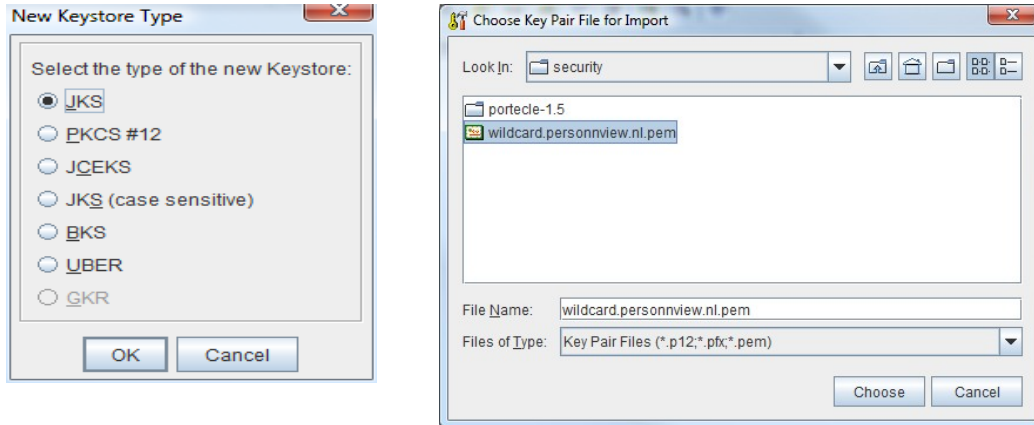 New Keystore Type
Select the type of the new Keystore:
JKS
PKCS #12
JCEKS
JKS (case sensitive)
BKS
UBER
GKR
OK Cancel
Choose Key Pair File for Import
Look In: security
portecle-1.5
wildcard.personnview.nl.pem
File Name: wildcard.personnview.nl.pem
Files of Type: Key Pair Files (*.p12;*.pfx;*.pem)
Choose Cancel